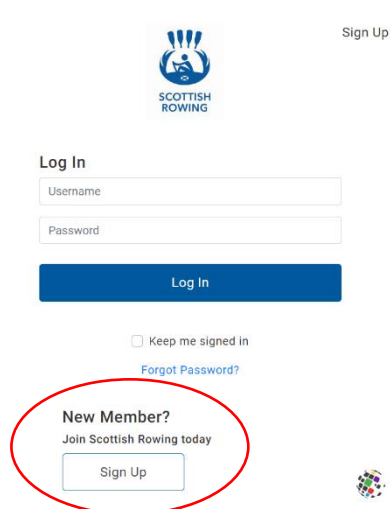 Sign Up
SCOTTISH
ROWING
Log In
Username
Password
Log In
Keep me signed in
Forgot Password?
New Member?
Join Scottish Rowing today
Sign Up